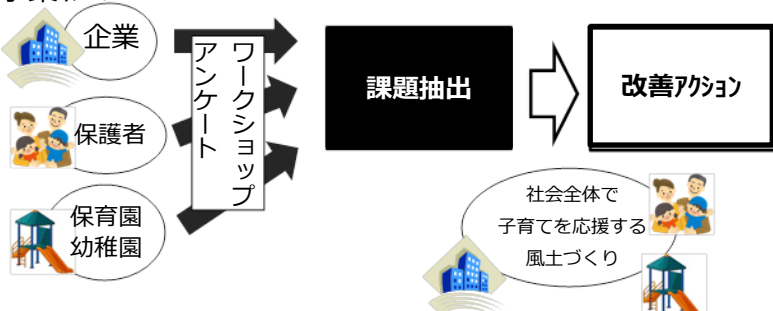 企業
保護者
保育園
幼稚園
ワークショップ
アンケート
課題抽出
改善アクション
社会全体で
子育てを応援する
風土づくり